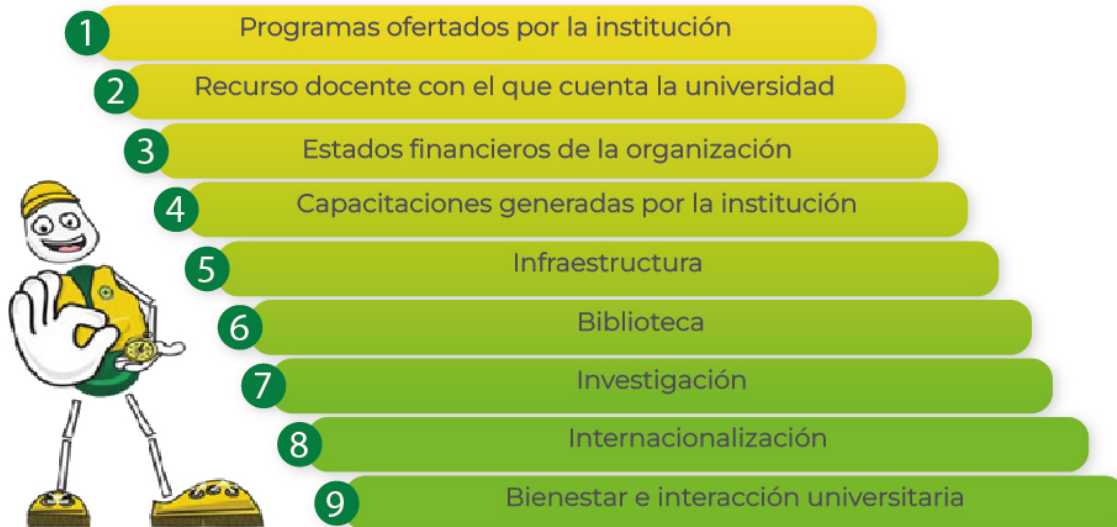 1 Programas ofertados por la institución
2 Recurso docente con el que cuenta la universidad
3 Estados financieros de la organización
4 Capacitaciones generadas por la institución
5 Infraestructura
6 Biblioteca
7 Investigación
8 Internacionalización
9 Bienestar e interacción universitaria